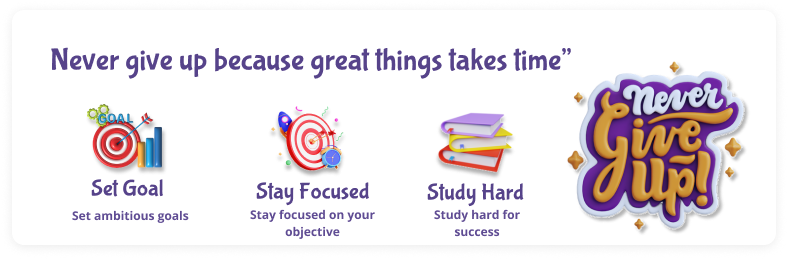 Never give up because great things takes time”
GOAL
Set Goal
Set ambitious goals
Stay Focused
Stay focused on your
objective
Study Hard
Study hard for
success
Never
Give
Up!